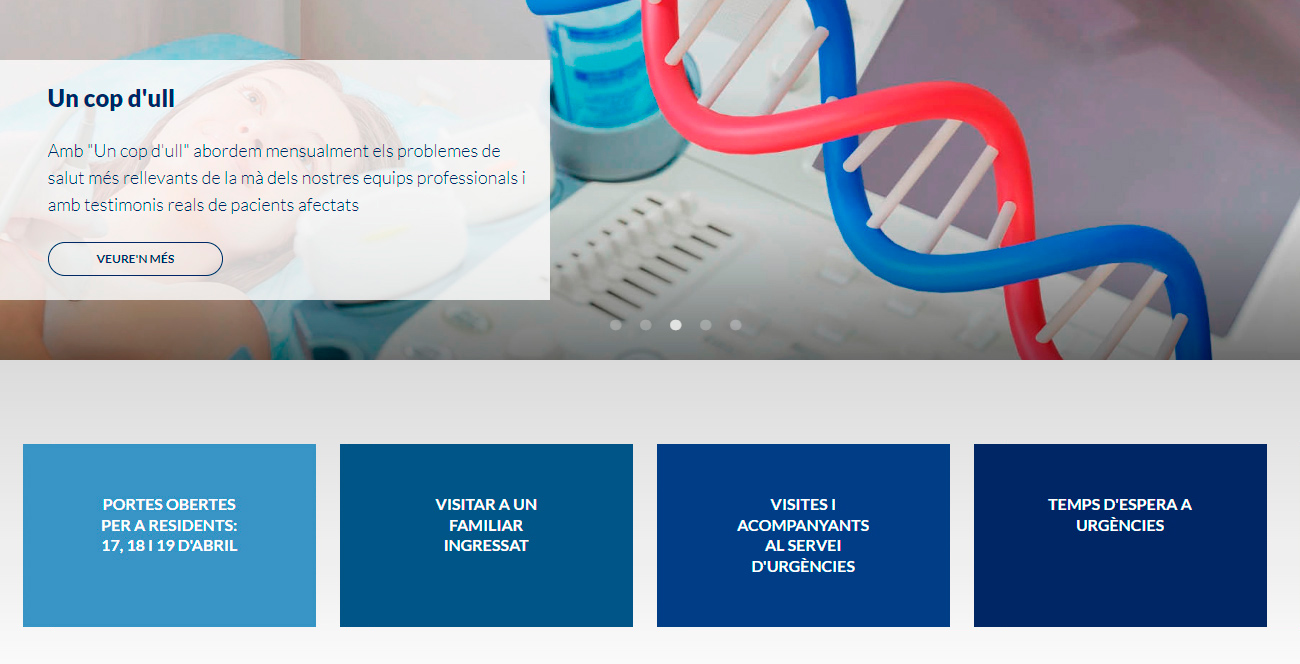 Un cop d'ull
Amb "Un cop d'ull" abordem mensualment els problemes de
salut més rellevants de la mà dels nostres equips professionals i
amb testimonis reals de pacients afectats
VEURE'N MÉS
PORTES OBERTES
PER A RESIDENTS:
17, 18 I 19 D'ABRIL
VISITAR A UN
FAMILIAR
INGRESSAT
VISITES I
ACOMPANYANTS
AL SERVEI
D'URGÈNCIES
TEMPS D'ESPERA A
URGÈNCIES